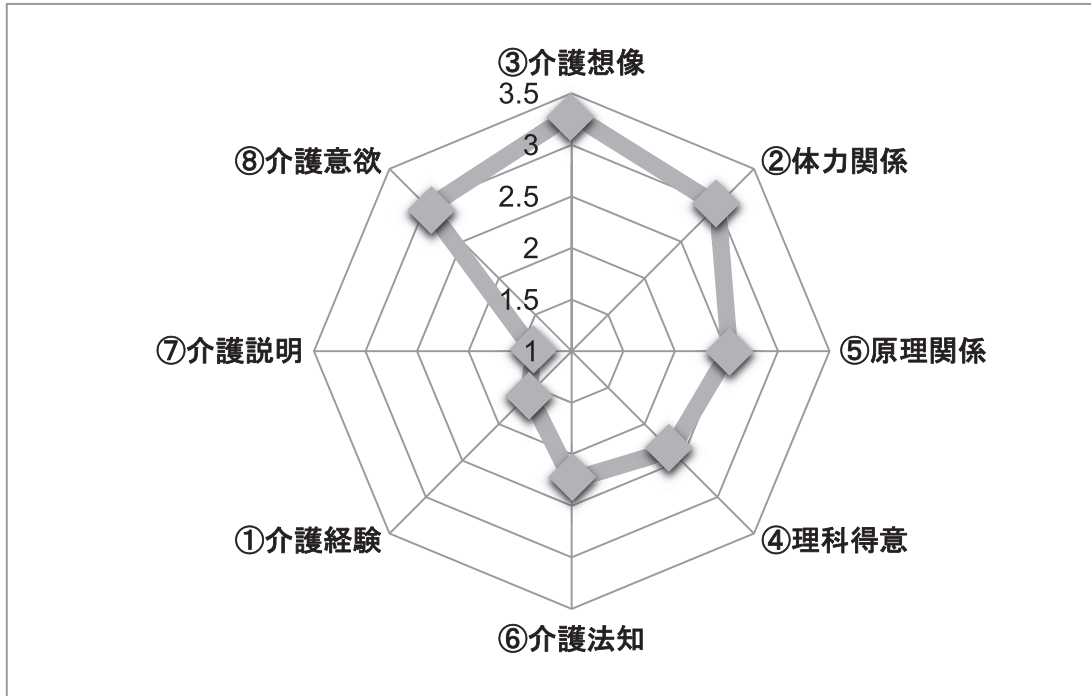 ③介護想像
3.5
⑧介護意欲
3
②体力関係
2.5
2
1.5
⑦介護説明
1
⑤原理関係
①介護経験
④理科得意
⑥介護法知